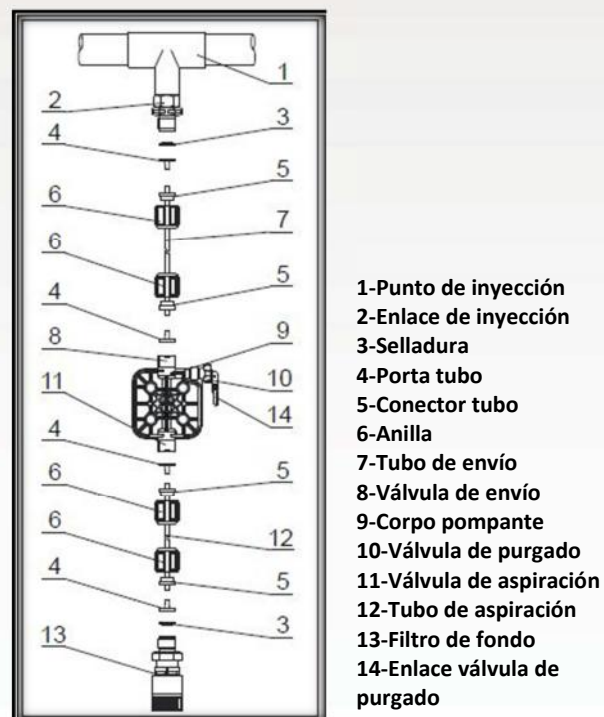 1
2
3
4
5
6
7
6
5
4
9
8
10
11
14
4
5
6
12
6
5
4
3
13
1-Punto de inyección
2-Enlace de inyección
3-Selladura
4-Porta tubo
5-Conector tubo
6-Anilla
7-Tubo de envío
8-Válvula de envío
9-Corpo pompante
10-Válvula de purgado
11-Válvula de aspiración
12-Tubo de aspiración
13-Filtro de fondo
14-Enlace válvula de
purgado